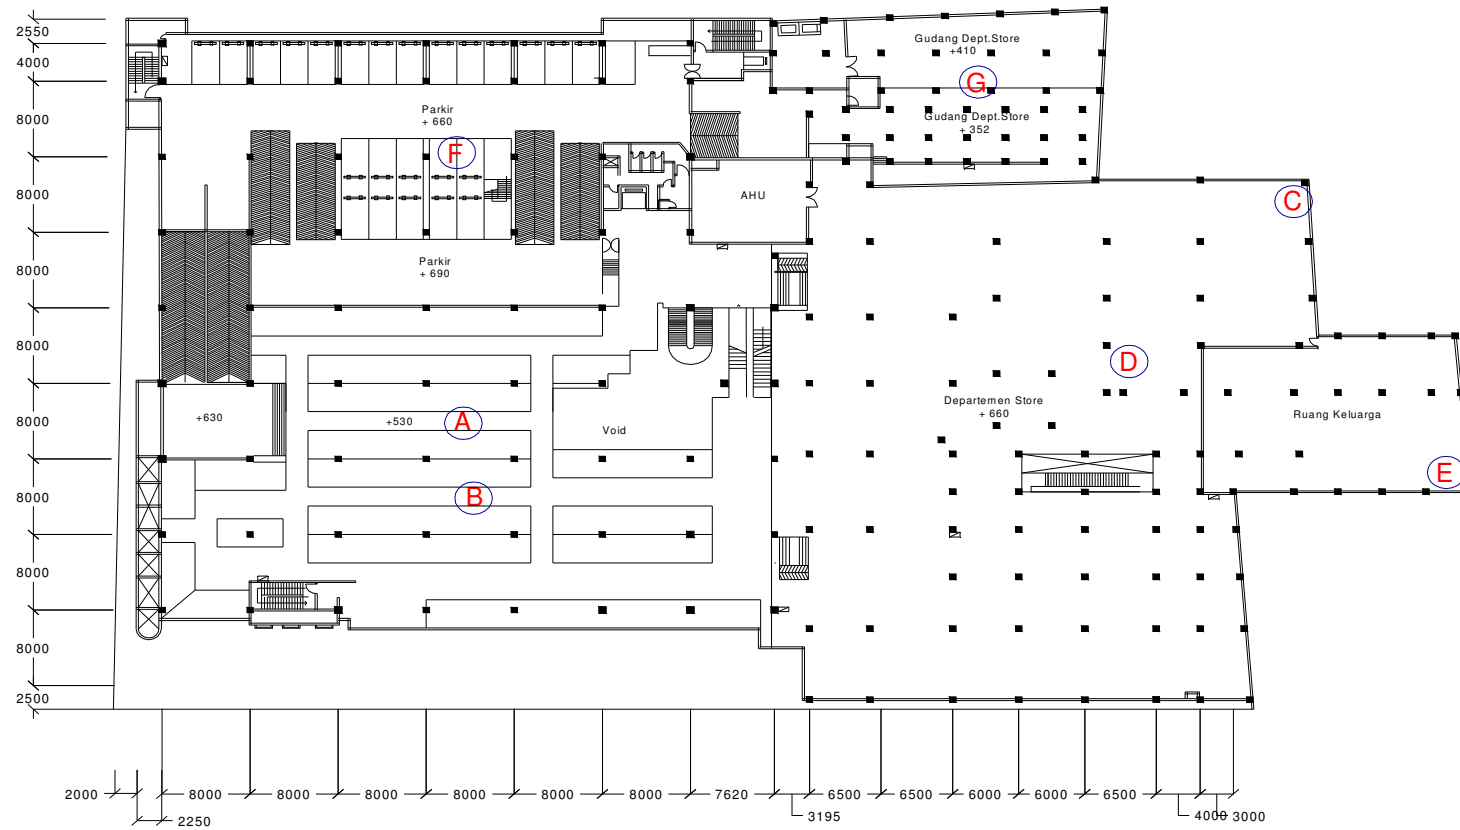 2550
4000
8000
8000
8000
8000
8000
8000
8000
8000
2500
Gudang Dept.Store
+410
G
Gudang Dept.Store
+ 352
Parkir
+ 660
F
AHU
C
Parkir
+ 690
D
Departemen Store
+ 660
Ruang Keluarga
+630
+530
A
Void
E
B
2000
8000
8000
8000
8000
8000
8000
7620
6500
6500
6000
6000
6500
2250
3195
4000
3000